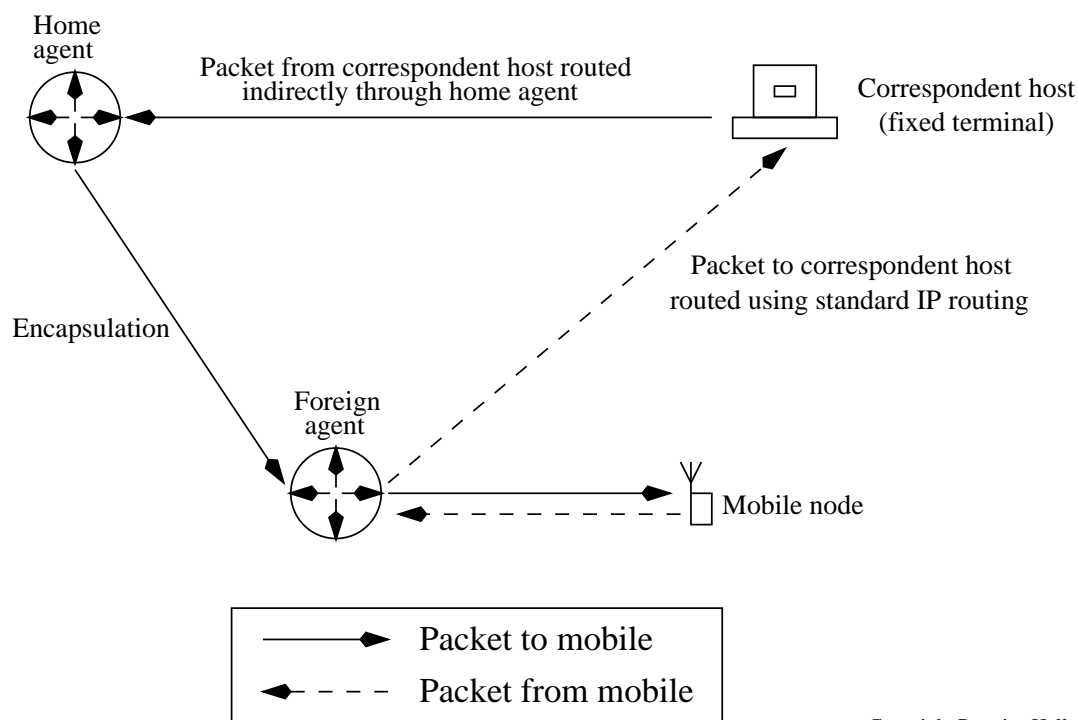 Home
agent
Packet from correspondent host routed
indirectly through home agent
Correspondent host
(fixed terminal)
Packet to correspondent host
routed using standard IP routing
Encapsulation
Foreign
agent
Mobile node
Packet to mobile
Packet from mobile